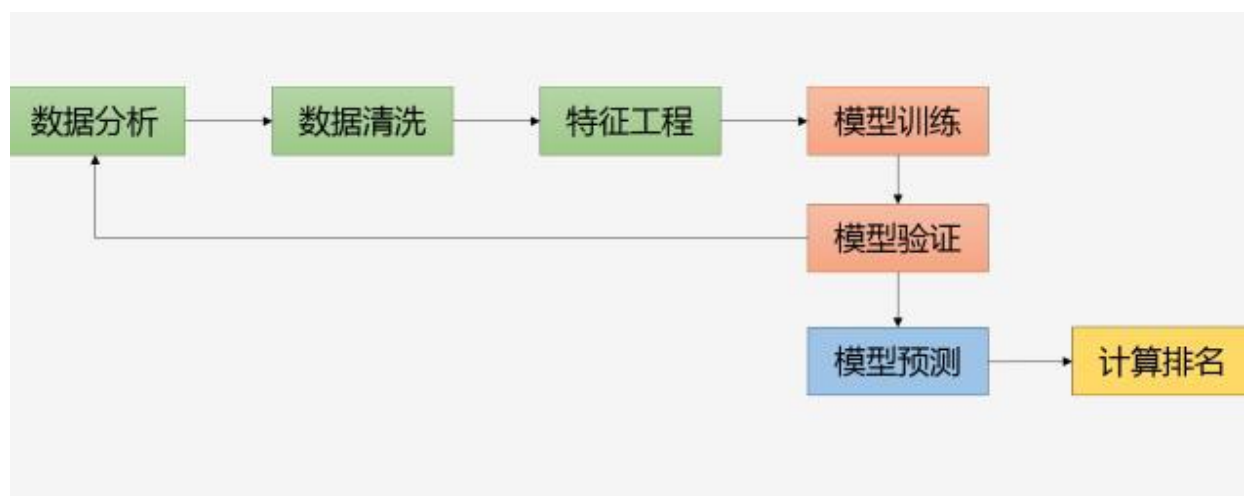 数据分析
数据清洗
特征工程
模型训练
模型验证
模型预测
计算排名